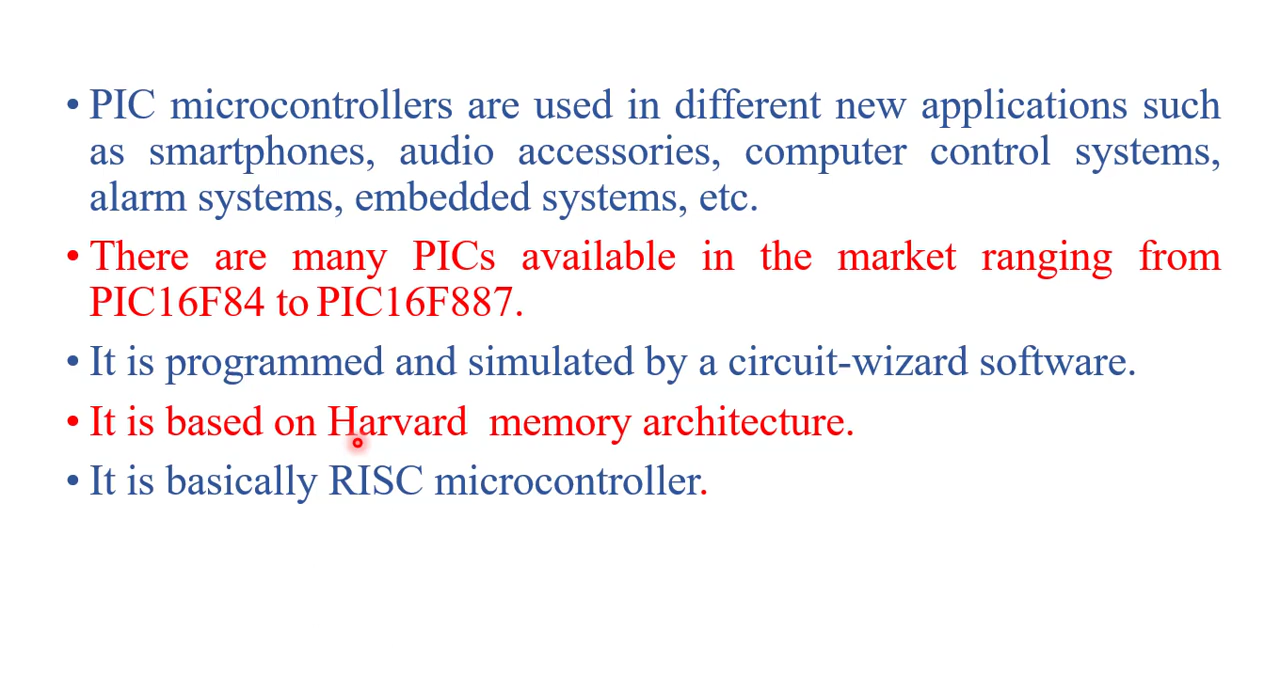 • PIC microcontrollers are used in different new applications such
as smartphones, audio accessories, computer control systems,
alarm systems, embedded systems, etc.
• There are many PICs available in the market ranging from
PIC16F84 to PIC16F887.
• It is programmed and simulated by a circuit-wizard software.
• It is based on Harvard memory architecture.
• It is basically RISC microcontroller.